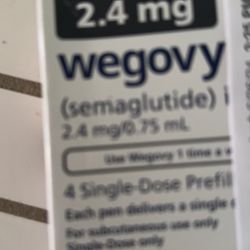 2.4 mg
wegovy
(semaglutide) i
2.4 mg/0.75 mL
Use Wegovy 1 time a w
4 Single-Dose Prefil
Each pen delivers a single
For subcutaneous use only
Single-Dose only